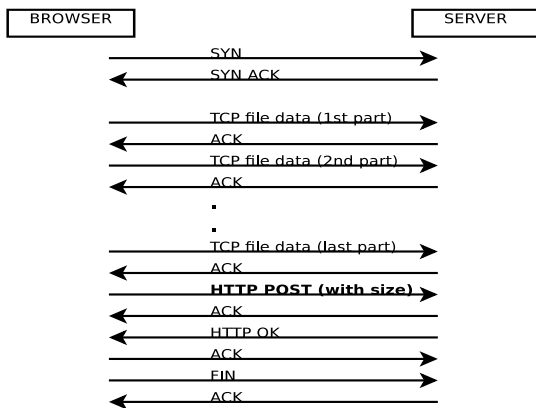 BROWSER SERVER
SYN
SYN ACK
TCP file data (1st part)
ACK
TCP file data (2nd part)
ACK
.
.
TCP file data (last part)
ACK
HTTP POST (with size)
ACK
HTTP OK
ACK
FIN
ACK